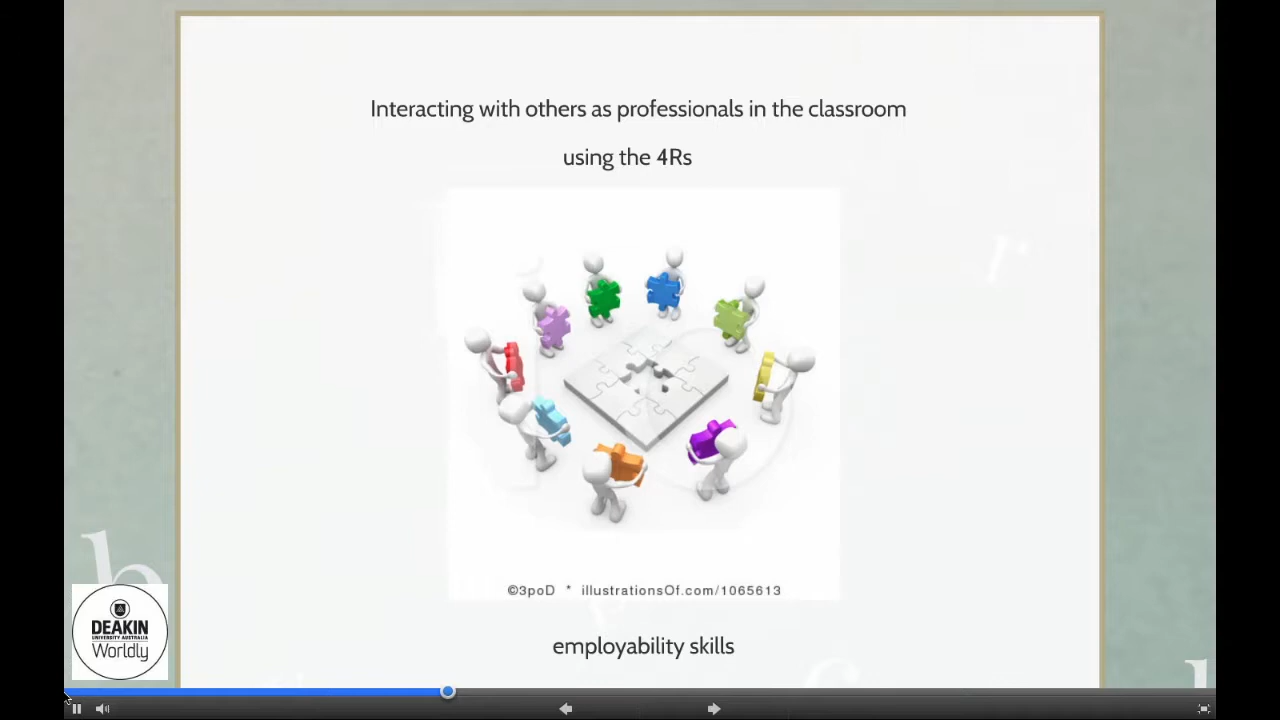 Interacting with others as professionals in the classroom
using the 4Rs
r
©3poD * illustrationsOf.com/1065613
b
DEAKIN
UNIVERSITY AUSTRALIA
Worldly
employability skills